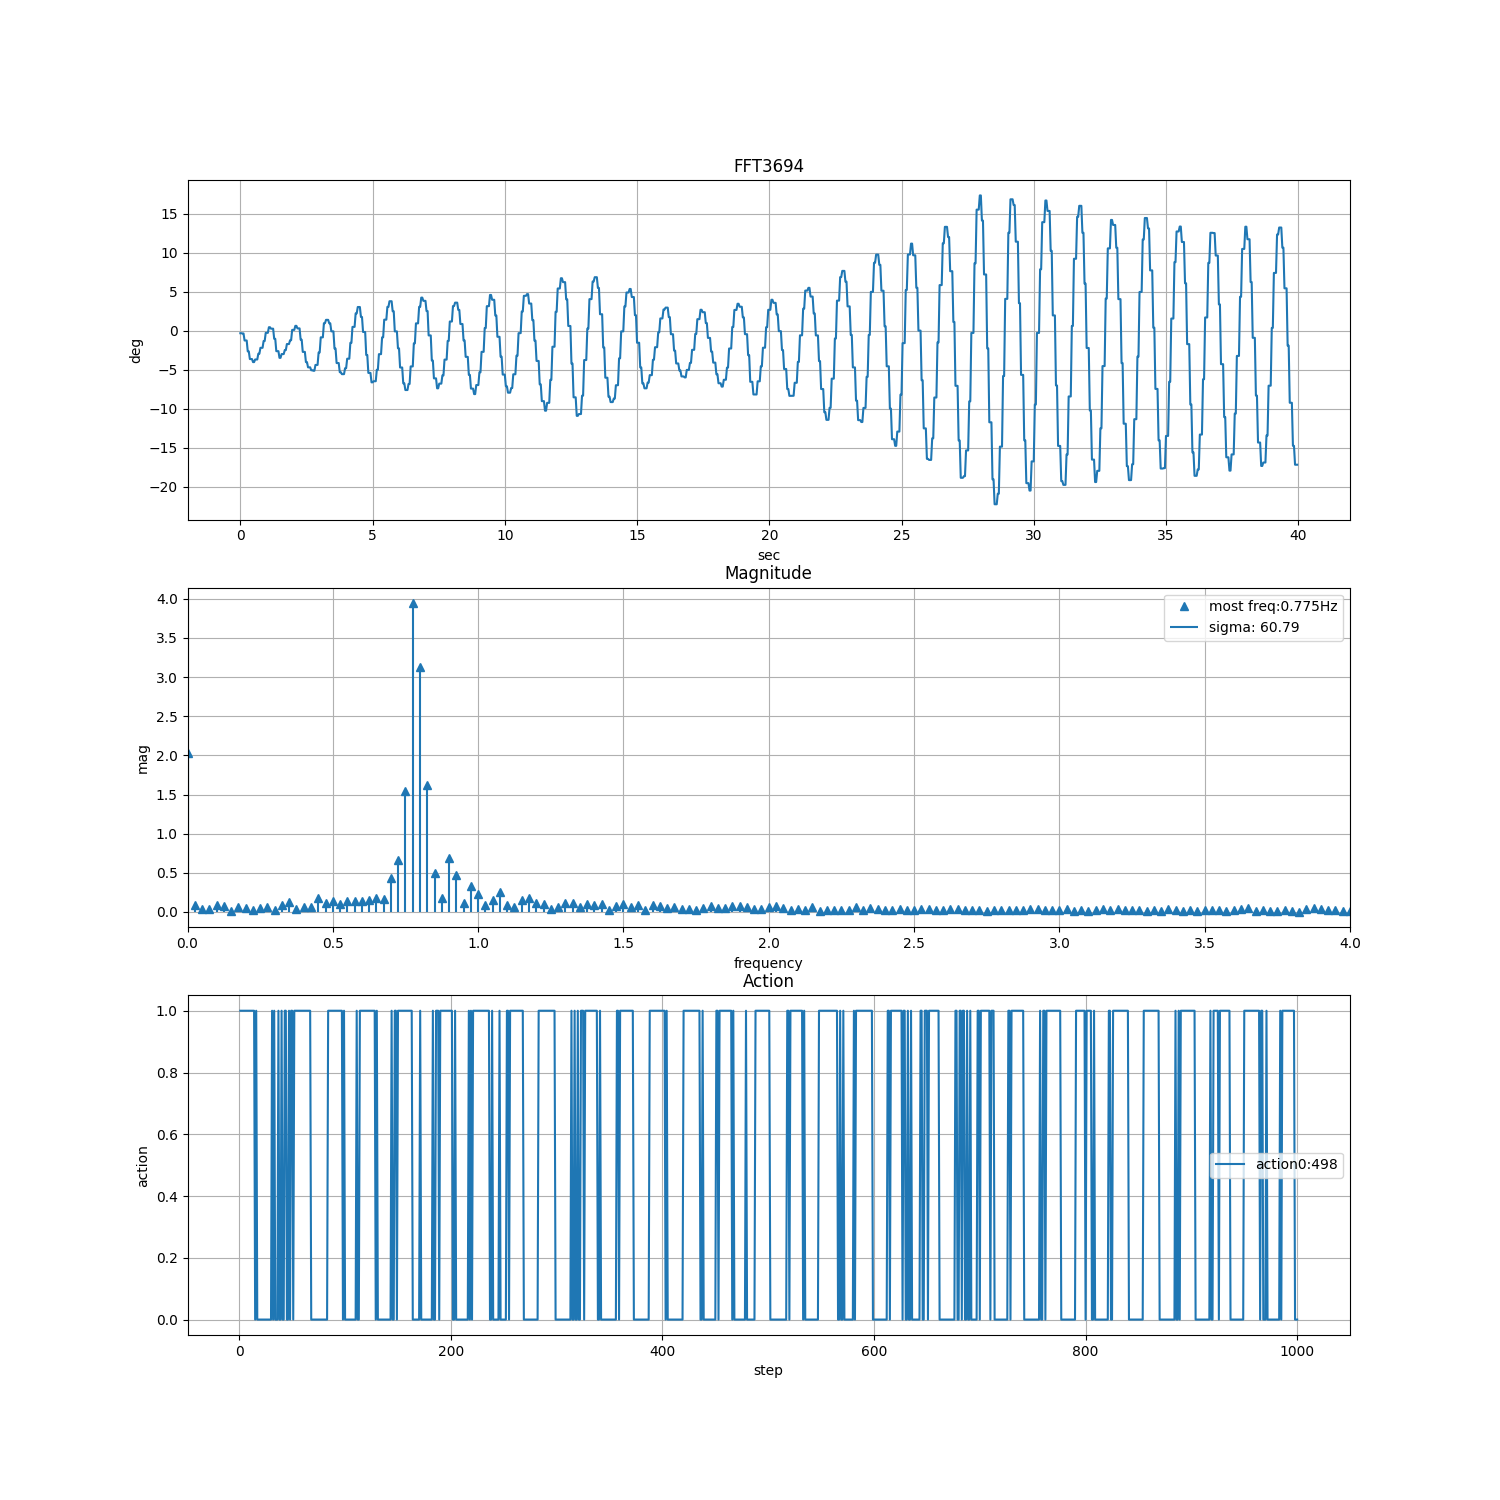 FFT3694
15
10
5
0
−5
−10
−15
−20
deg
0 5 10 15 20 25 30 35 40
sec
Magnitude
4.0
3.5
3.0
2.5
2.0
1.5
1.0
0.5
0.0
mag
most freq:0.775Hz
sigma: 60.79
0.0 0.5 1.0 1.5 2.0 2.5 3.0 3.5 4.0
frequency
Action
1.0
0.8
0.6
0.4
0.2
0.0
action
action0:498
0 200 400 600 800 1000
step